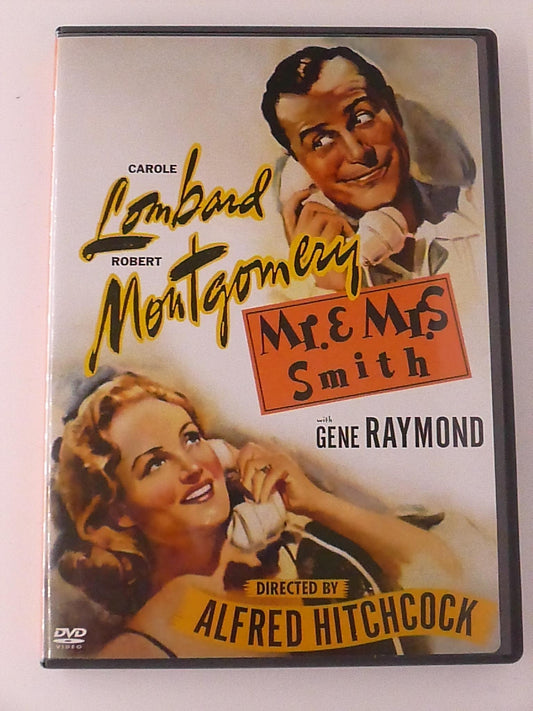 CAROLE
Lombard
ROBERT
Montgomery
Mr. & Mrs
Smith
with
GENE RAYMOND
DIRECTED BY
ALFRED HITCHCOCK
DVD
VIDEO